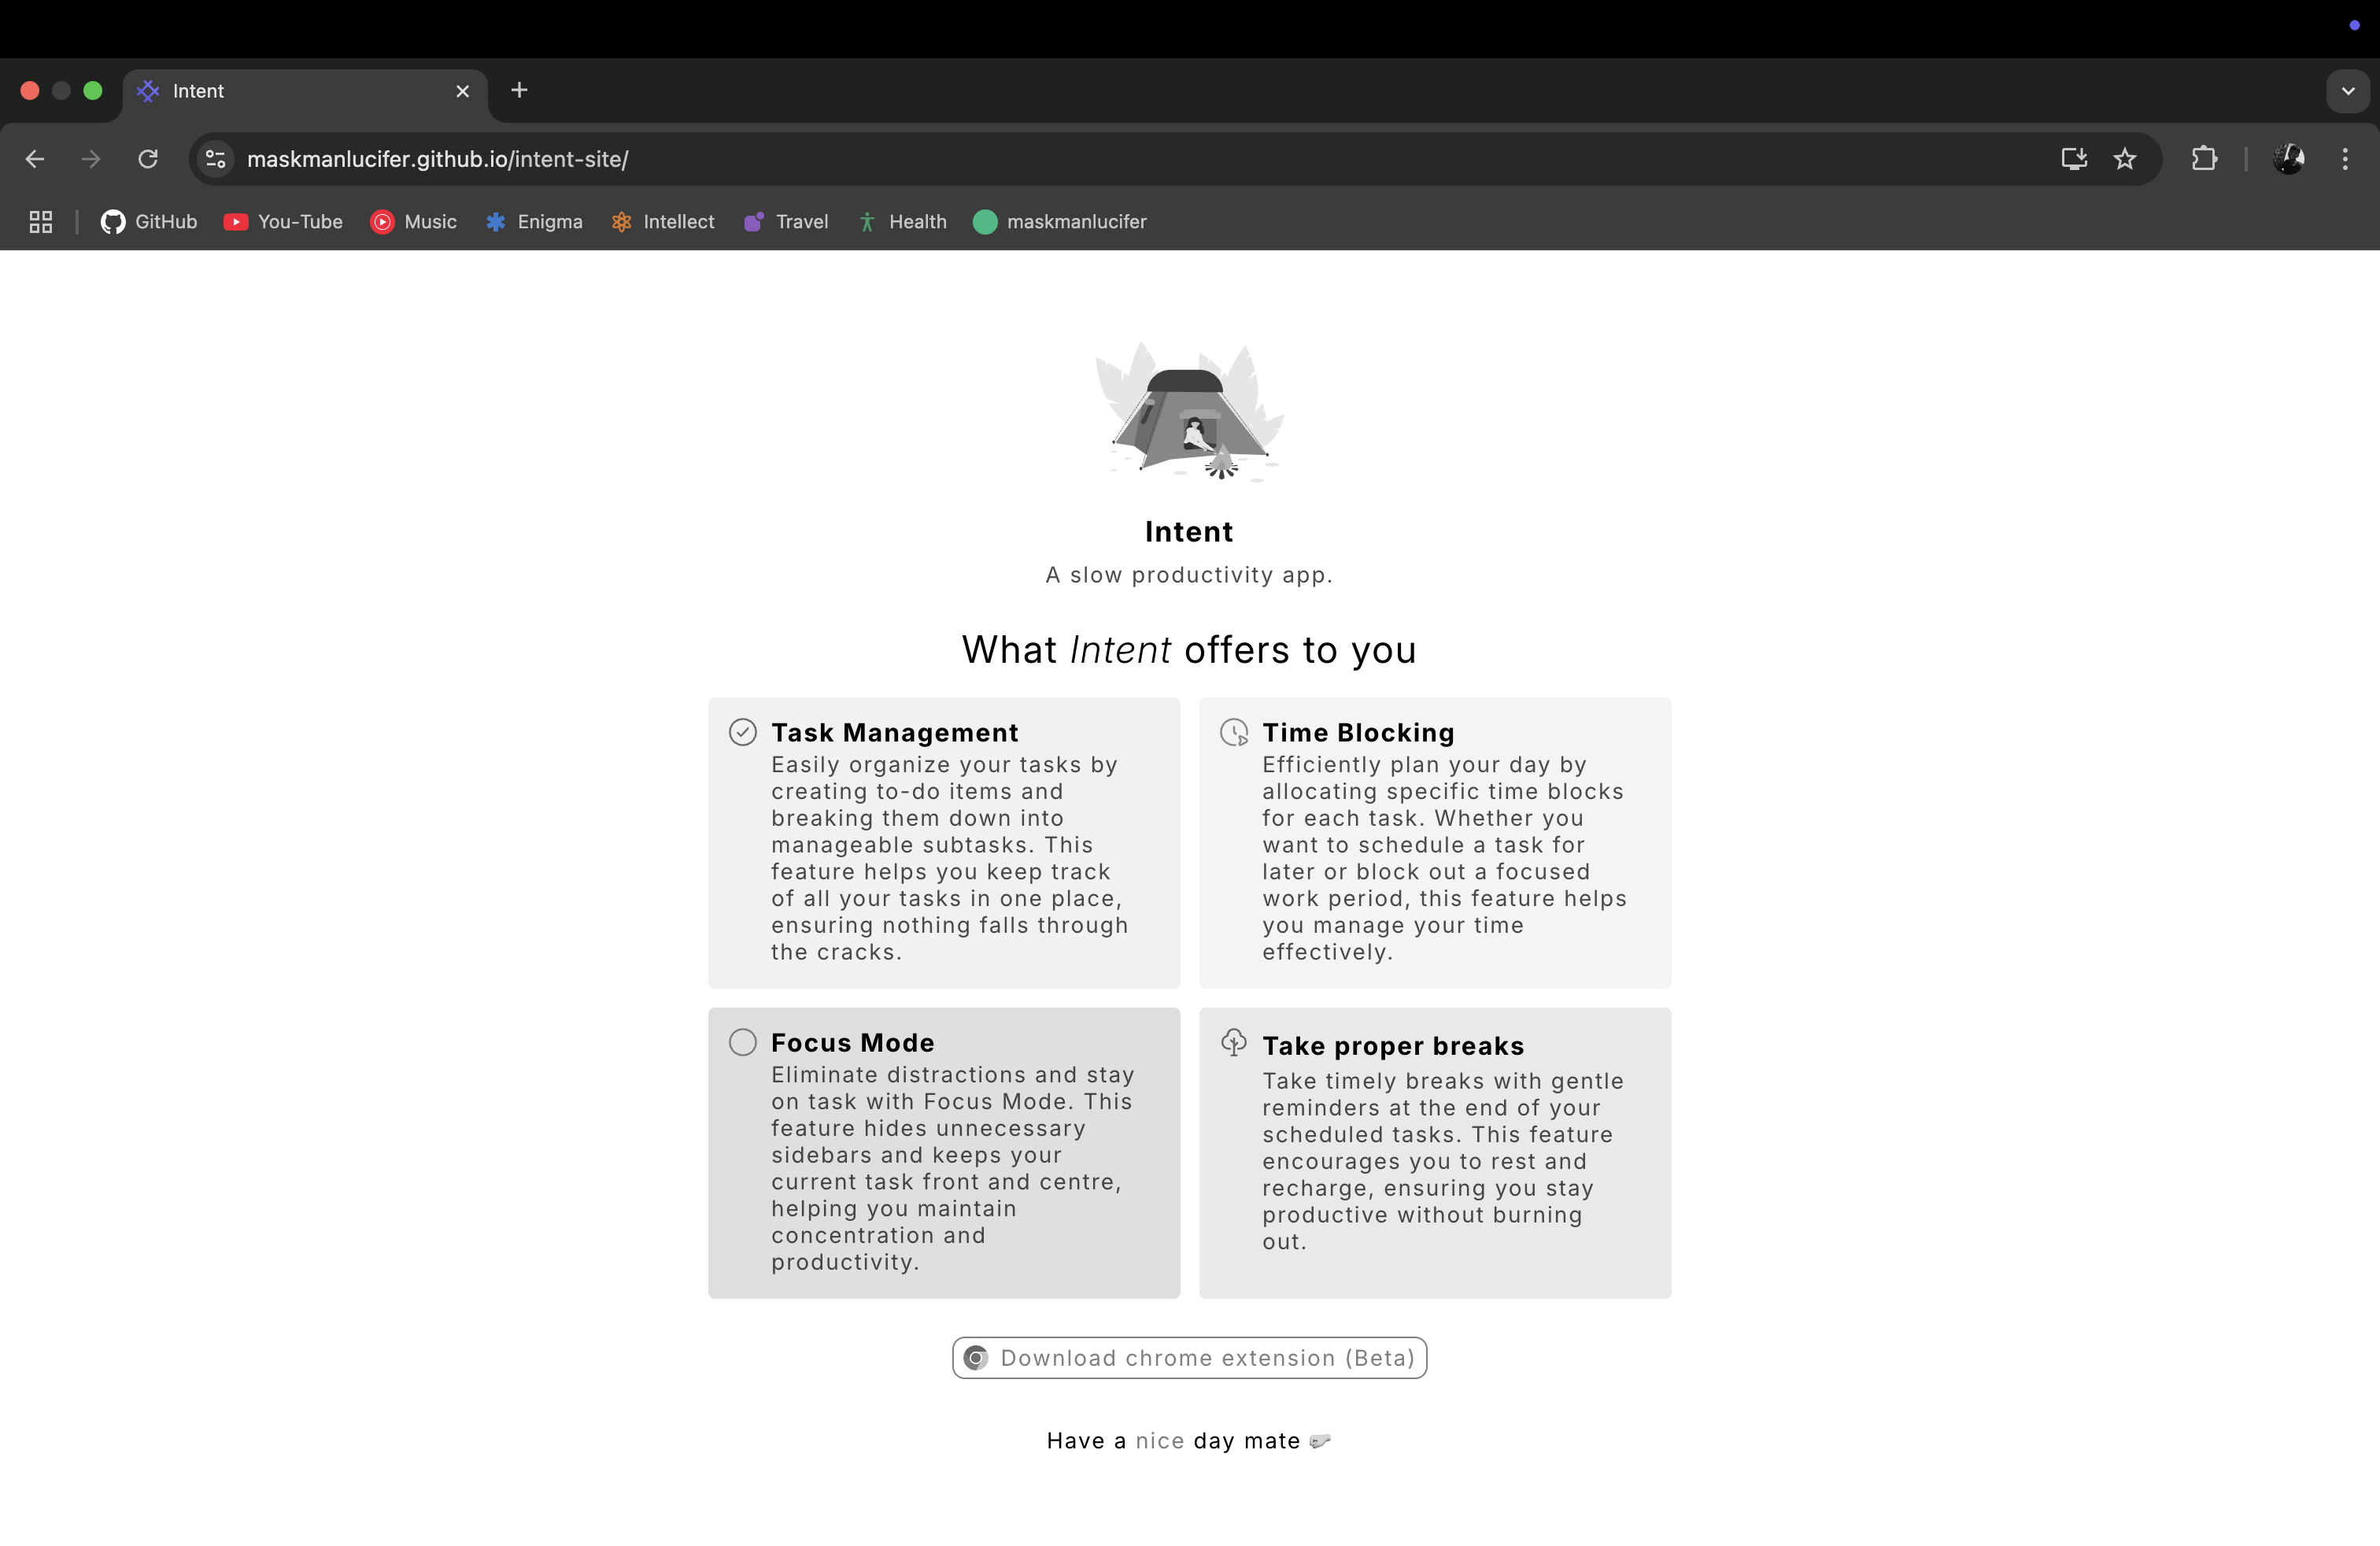 Intent
maskmanlucifer.github.io/intent-site/
GitHub
You-Tube
Music
Enigma
Intellect
Travel
Health
maskmanlucifer
Intent
A slow productivity app.
What Intent offers to you
Task Management
Easily organize your tasks by
creating to-do items and
breaking them down into
manageable subtasks. This
feature helps you keep track
of all your tasks in one place,
ensuring nothing falls through
the cracks.
Time Blocking
Efficiently plan your day by
allocating specific time blocks
for each task. Whether you
want to schedule a task for
later or block out a focused
work period, this feature helps
you manage your time
effectively.
Focus Mode
Eliminate distractions and stay
on task with Focus Mode. This
feature hides unnecessary
sidebars and keeps your
current task front and centre,
helping you maintain
concentration and
productivity.
Take proper breaks
Take timely breaks with gentle
reminders at the end of your
scheduled tasks. This feature
encourages you to rest and
recharge, ensuring you stay
productive without burning
out.
Download chrome extension (Beta)
Have a nice day mate 🤛